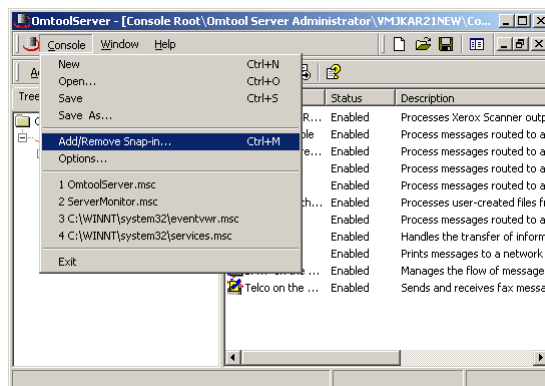 OmtoolServer - [Console Root\Omtool Server Administrator\VMJKAR21NEW\Co...
Console Window Help
Tree
Status Description
New Ctrl+N
Open... Ctrl+O
Save Ctrl+S
Save As...
Add/Remove Snap-in... Ctrl+M
Options...
1 OmtoolServer.msc
2 ServerMonitor.msc
3 C:\WINNT\system32\eventvwr.msc
4 C:\WINNT\system32\services.msc
Exit
R... Enabled Processes Xerox Scanner outp
Enabled Process messages routed to a
Enabled Process messages routed to a
Enabled Process messages routed to a
Enabled Process messages routed to a
Enabled Processes user-created files fr
Enabled Process messages routed to a
Enabled Handles the transfer of inform
Enabled Prints messages to a network
Enabled Manages the flow of message
Telco on the ... Enabled Sends and receives fax messa